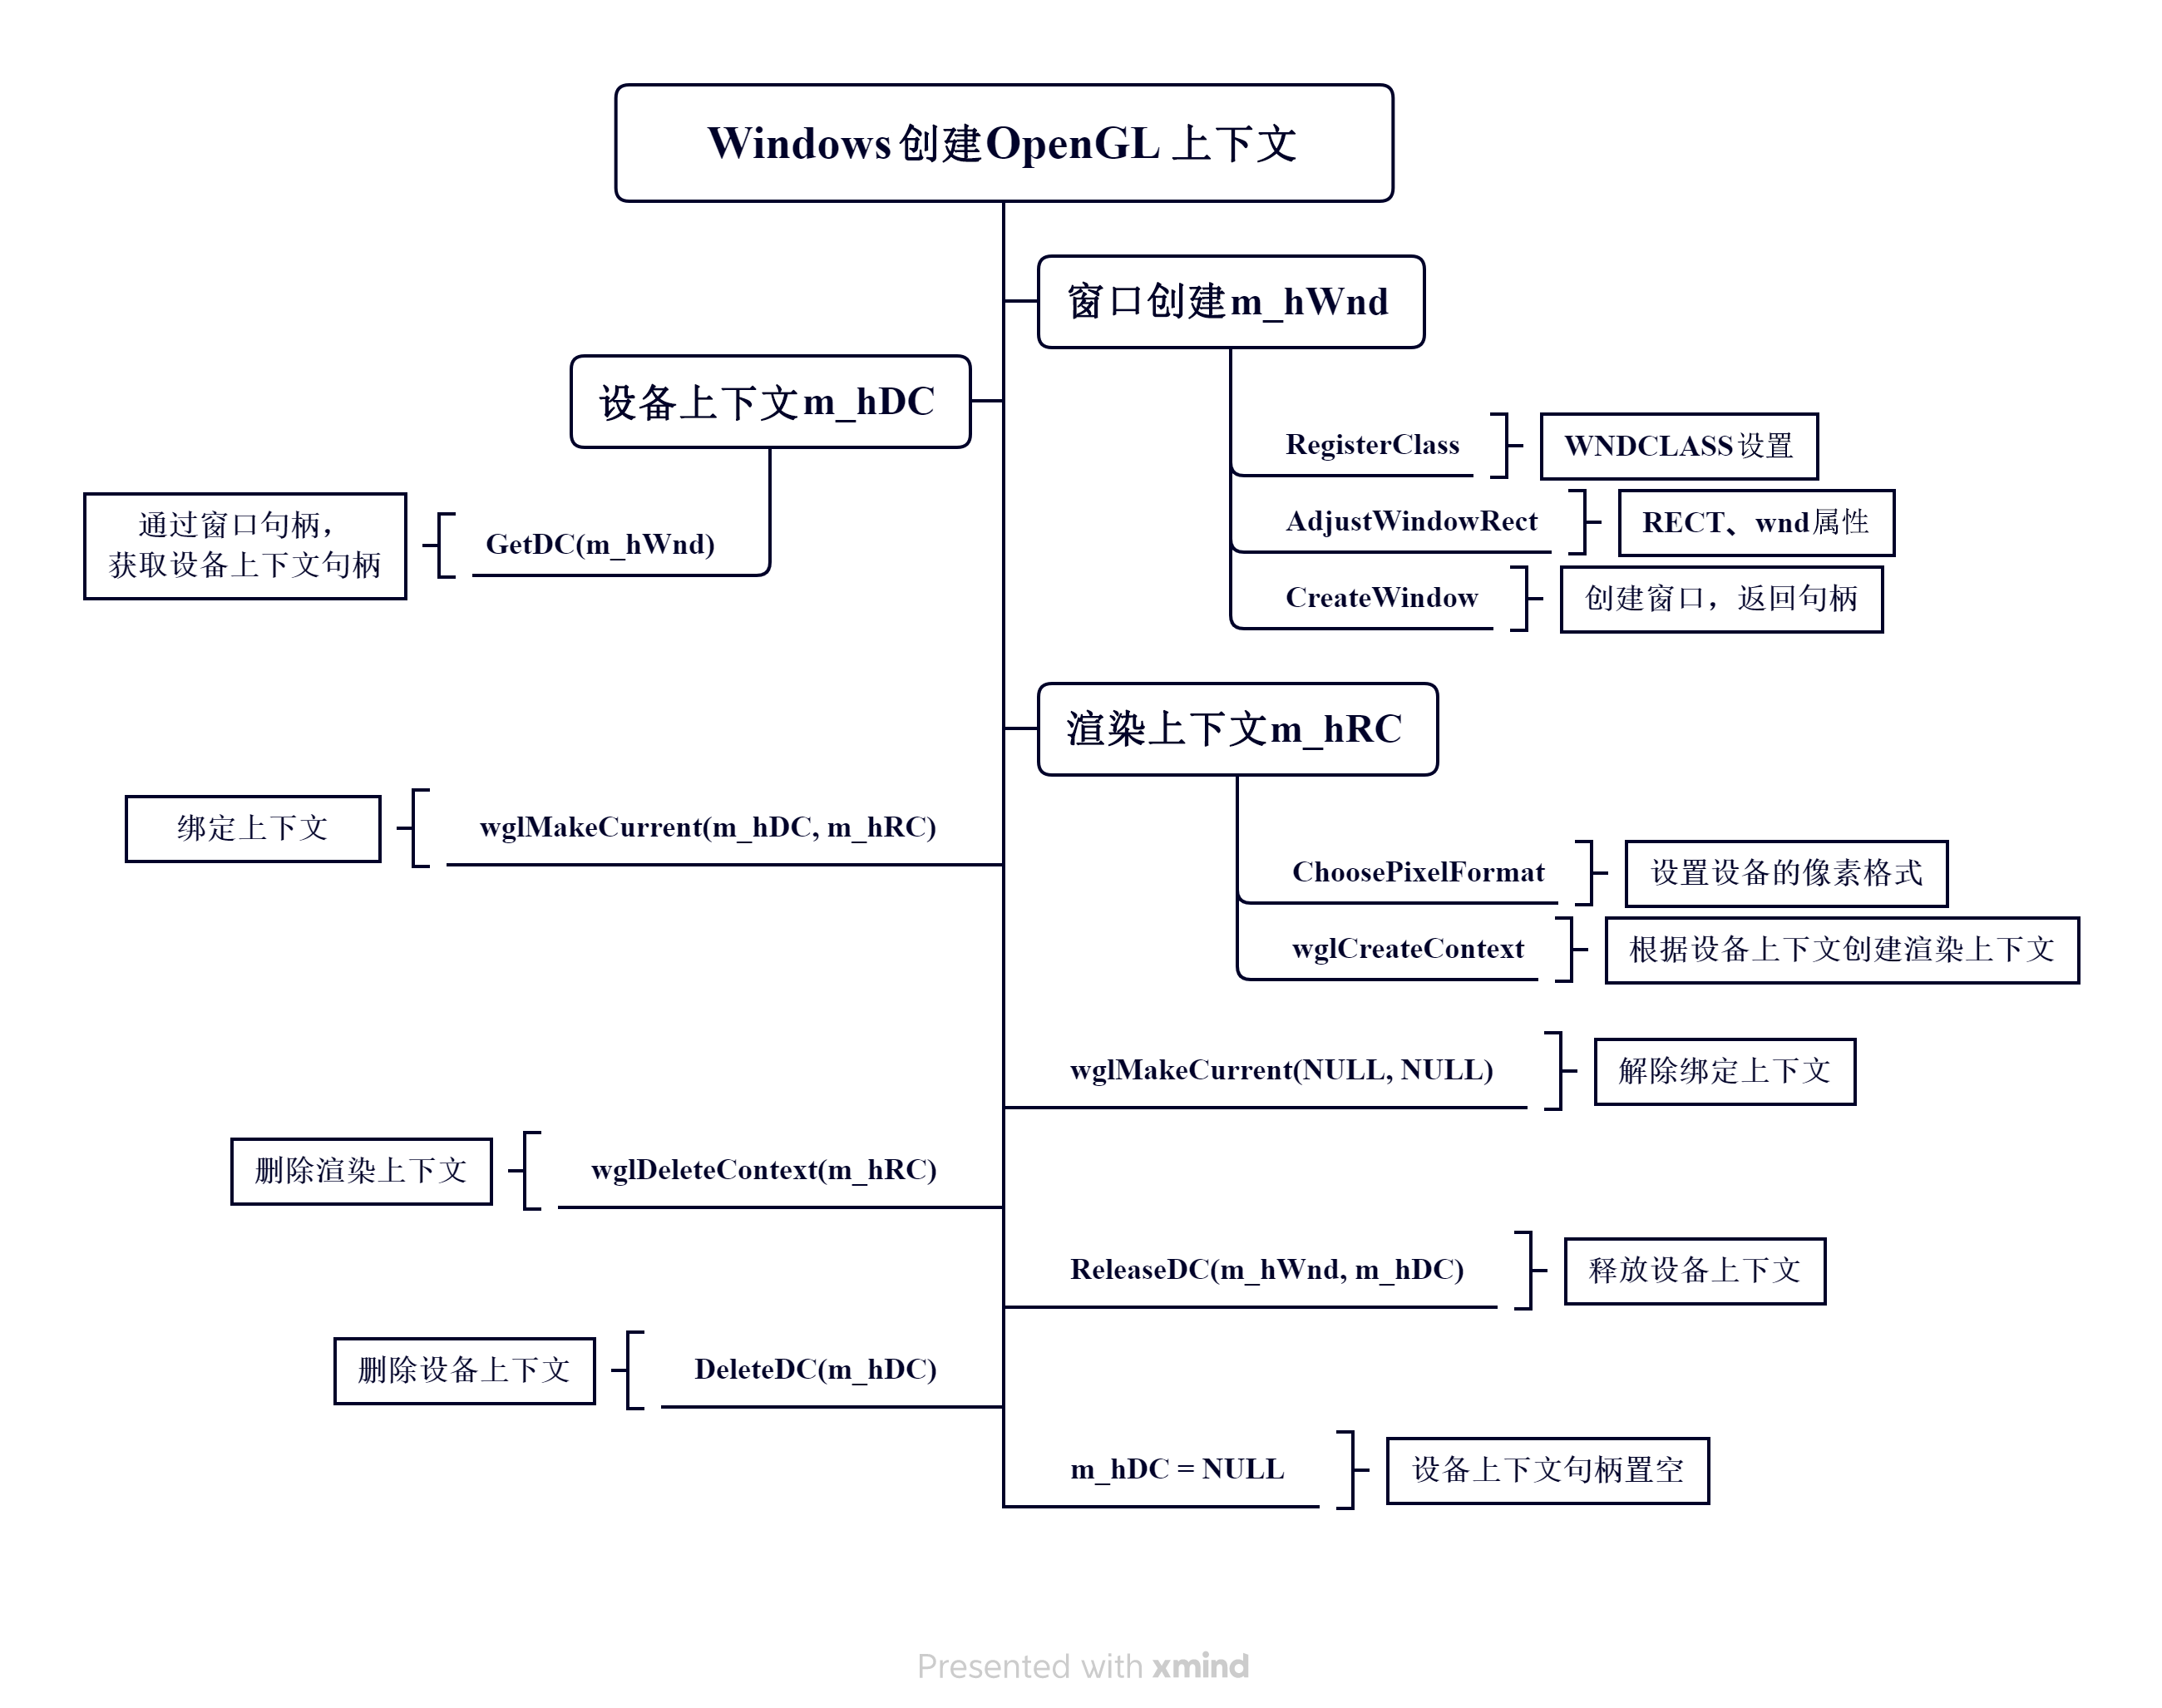 Windows创建OpenGL 上下文
窗口创建m_hWnd
设备上下文m_hDC
RegisterClass
WNDCLASS设置
AdjustWindowRect
RECT、wnd属性
CreateWindow
创建窗口，返回句柄
通过窗口句柄，
获取设备上下文句柄
GetDC(m_hWnd)
渲染上下文m_hRC
绑定上下文
wglMakeCurrent(m_hDC, m_hRC)
ChoosePixelFormat
设置设备的像素格式
wglCreateContext
根据设备上下文创建渲染上下文
wglMakeCurrent(NULL, NULL)
解除绑定上下文
删除渲染上下文
wglDeleteContext(m_hRC)
ReleaseDC(m_hWnd, m_hDC)
释放设备上下文
删除设备上下文
DeleteDC(m_hDC)
m_hDC = NULL
设备上下文句柄置空
Presented with xmind